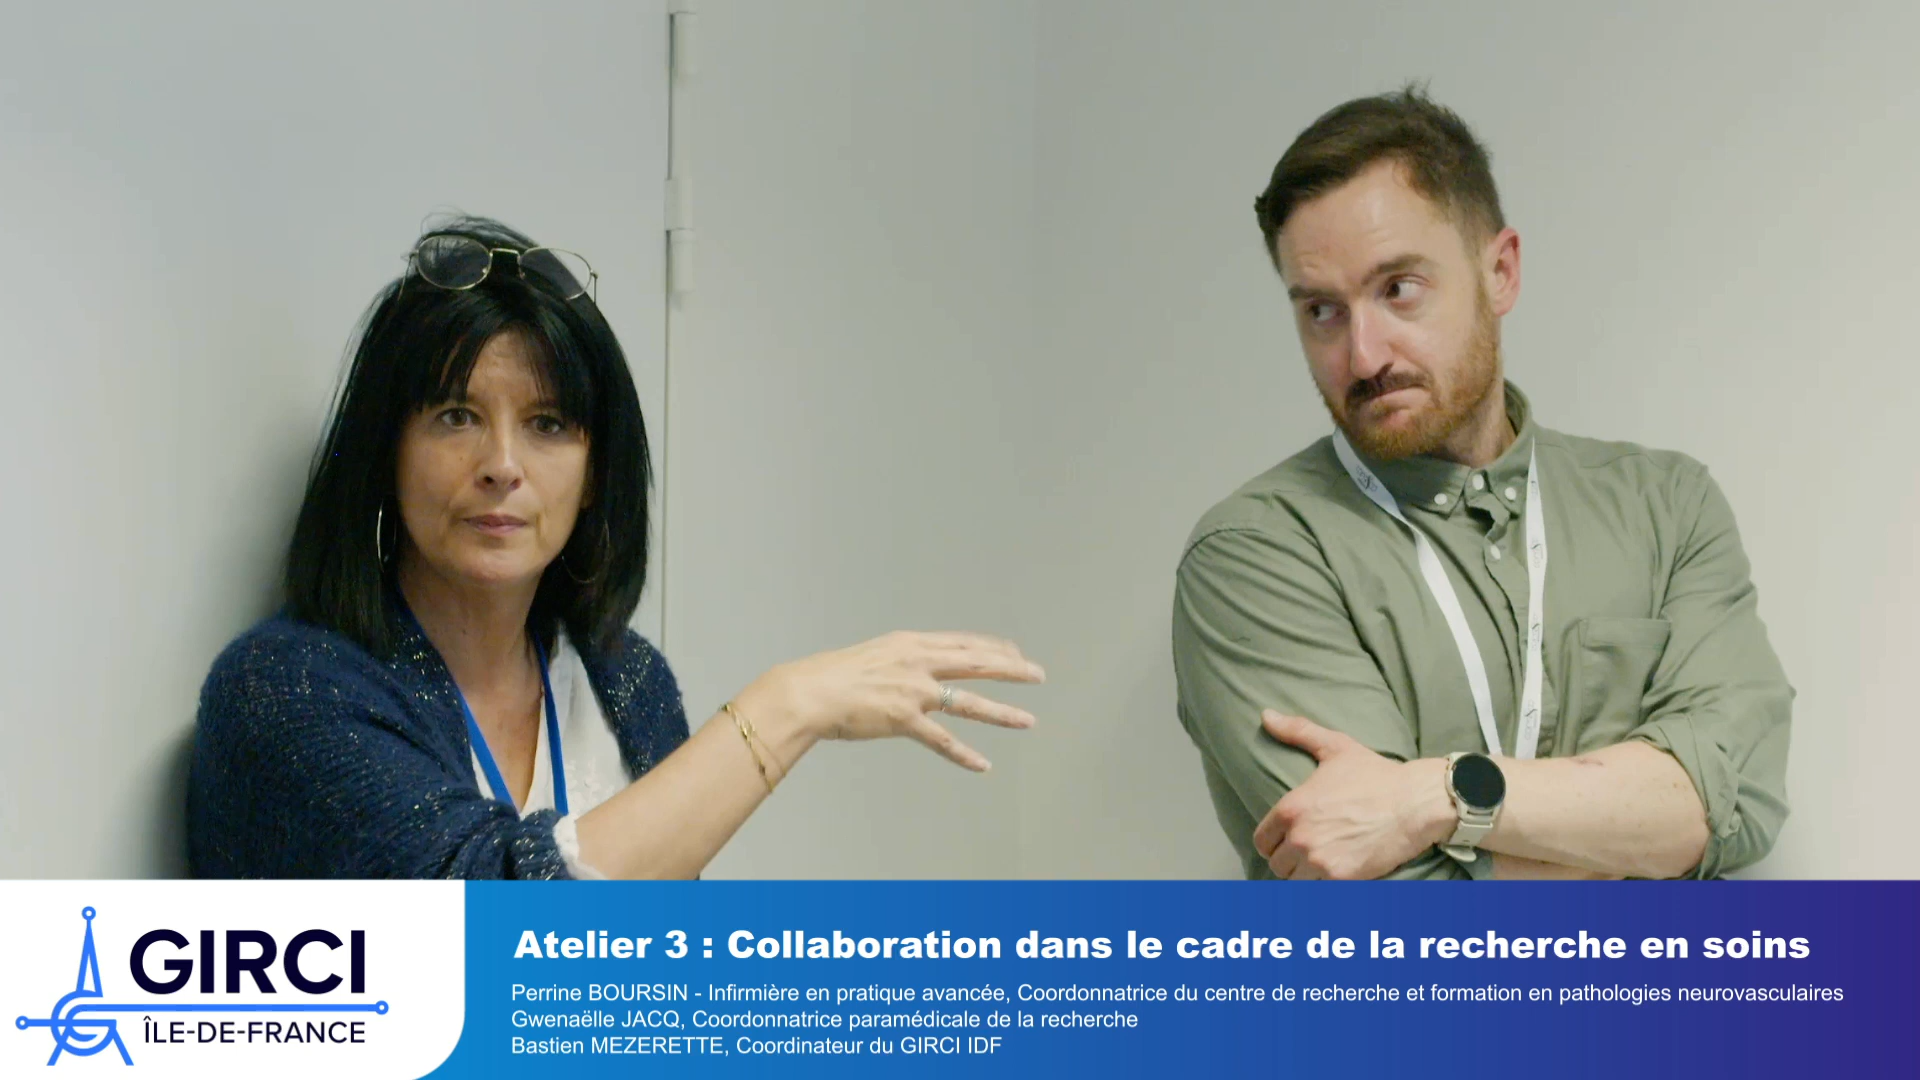 GIRCI
ÎLE-DE-FRANCE
Atelier 3 : Collaboration dans le cadre de la recherche en soins
Perrine BOURSIN - Infirmière en pratique avancée, Coordonnatrice du centre de recherche et formation en pathologies neurovasculaires
Gwenaëlle JACQ, Coordonnatrice paramédicale de la recherche
Bastien MEZERETTE, Coordinateur du GIRCI IDF